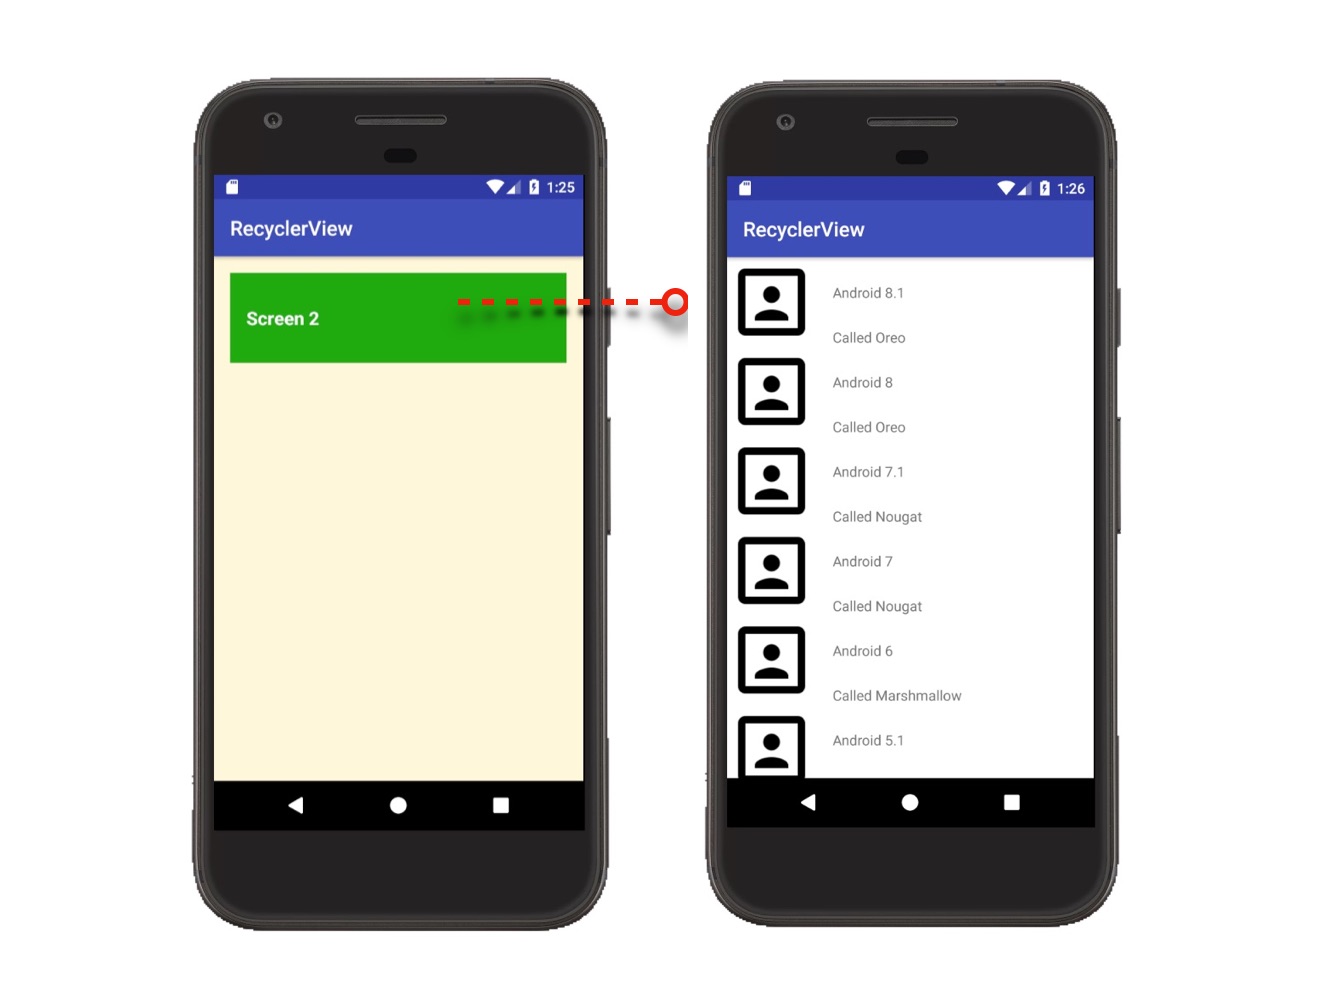 1:25
RecyclerView
Screen 2
1:26
RecyclerView
Android 8.1
Called Oreo
Android 8
Called Oreo
Android 7.1
Called Nougat
Android 7
Called Nougat
Android 6
Called Marshmallow
Android 5.1